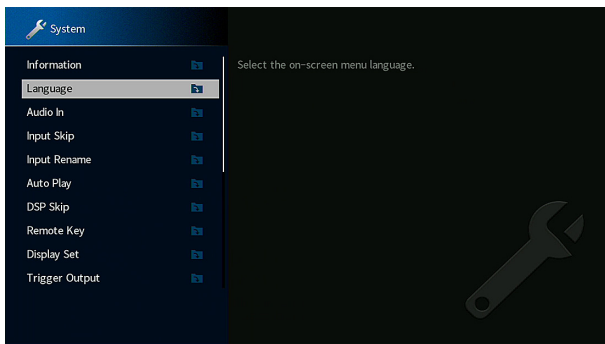 System
Information
Language
Audio In
Input Skip
Input Rename
Auto Play
DSP Skip
Remote Key
Display Set
Trigger Output
Select the on-screen menu language.